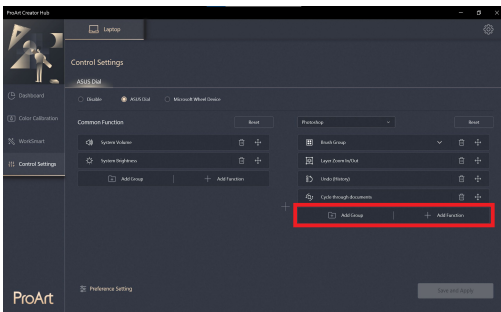 ProArt Creator Hub
Laptop
Control Settings
ASUS Dial
Dashboard
Disable
ASUS Dial
Microsoft Wheel Device
Color Calibration
Common Function
Reset
Photoshop
Reset
WorkSmart
System Volume
Brush Group
Control Settings
System Brightness
Layer Zoom In/Out
Add Group
Add Function
Undo (History)
Cycle through documents
Add Group
Add Function
Preference Setting
Save and Apply
ProArt